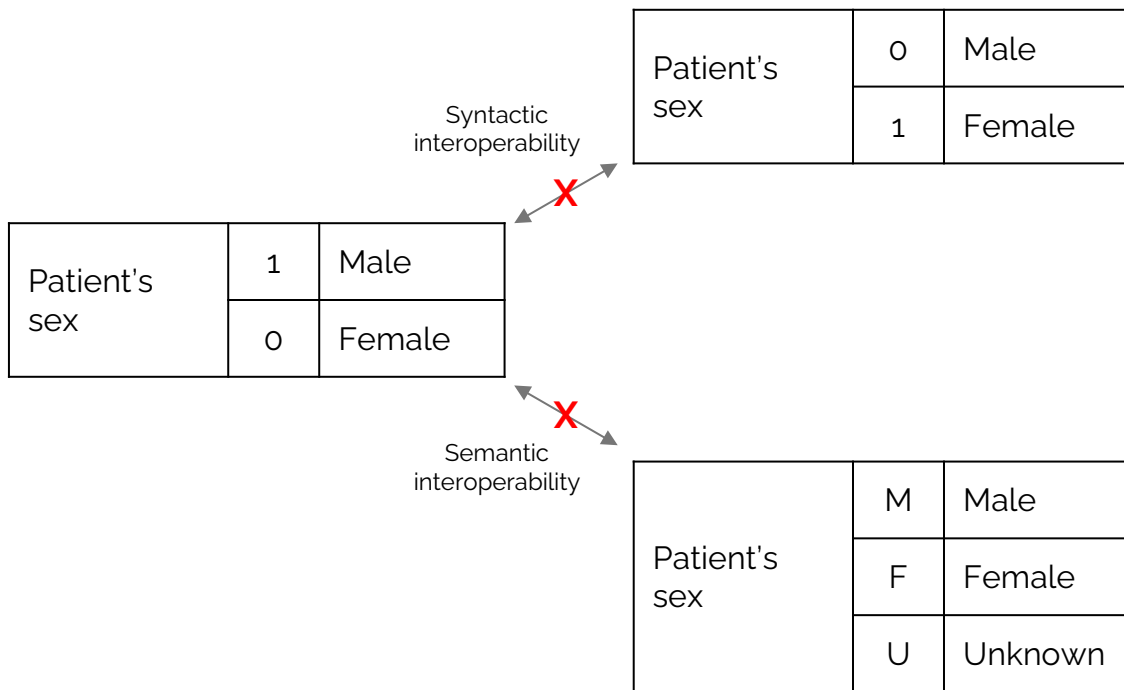 Patient's
sex
0
Male
1
Female
Syntactic
interoperability
X
Patient's
sex
1
Male
0
Female
X
Semantic
interoperability
Patient's
sex
M
Male
F
Female
U
Unknown